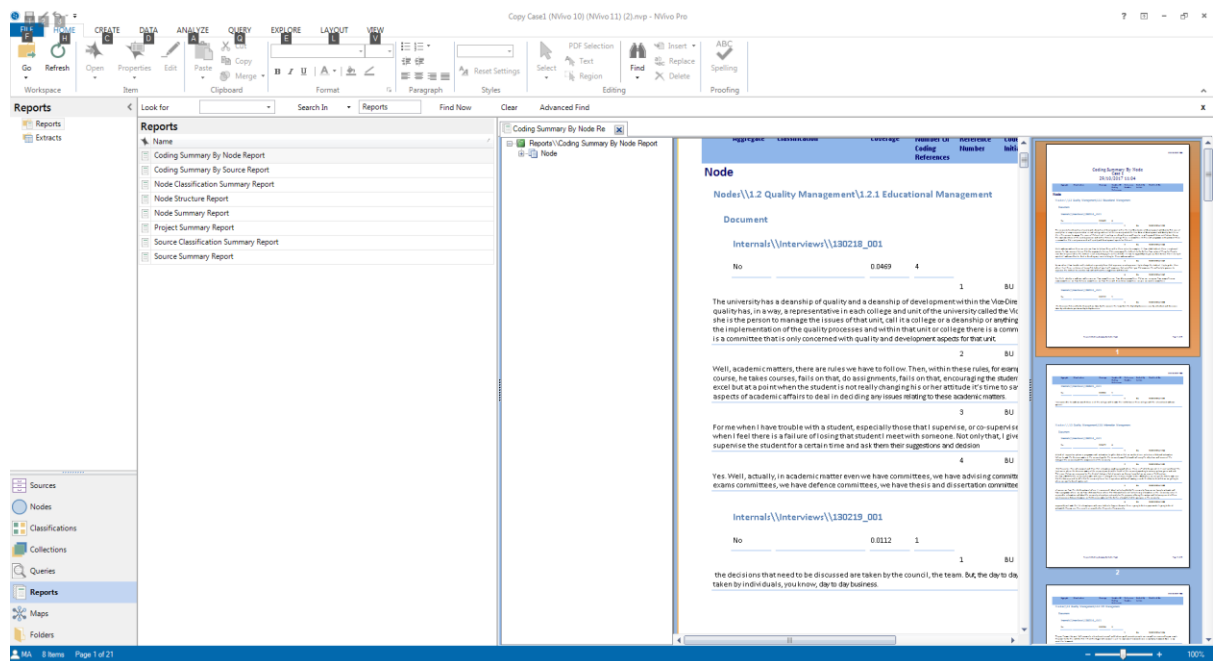 Copy Case1 (NVivo 10) (NVivo11) (2).nvp - NVivo Pro
FILE HOME CREATE DATA ANALYZE QUERY EXPLORE LAYOUT VIEW
F H C D A Q E L V
Go Refresh Open Properties Edit Paste Cut
Copy
Merge
B I U A
Reset Settings
Select
PDF Selection
Text
Region
Find
Insert
Replace
Delete
ABC
Spelling
Workspace Item Clipboard Format Paragraph Styles Editing Proofing
Reports
Reports
Extracts
Look for Search In Reports Find Now Clear Advanced Find x
Reports
Name
Coding Summary By Node Report
Coding Summary By Source Report
Node Classification Summary Report
Node Structure Report
Node Summary Report
Project Summary Report
Source Classification Summary Report
Source Summary Report
Coding Summary By Node Re
Reports\\Coding Summary By Node Report
Node
Aggregate Classification Coverage Number Of Reference
Coding Number
References
Node
Nodes\\1.2 Quality Management\1.2.1 Educational Management
Document
Internals\\Interviews\\130218_001
No 0.0469 4
1 BU
The university has a deanship of quality and a deanship of development within the Vice-Dire
quality has, in a way, a representative in each college and unit of the university called the Vic
she is the person to manage the issues of that unit, call it a college or a deanship or anything
the implementation of the quality processes and within that unit or college there is a comm
is a committee that is only concerned with quality and development aspects for that unit.
2 BU
Well, academic matters, there are rules we have to follow. Then, within these rules, for examp
course, he takes courses, fails on that, do assignments, fails on that, encouraging the studen
excel but at a point when the student is not really changing his or her attitude it's time to sa
aspects of academic affairs to deal in deciding any issues relating to these academic matters.
3 BU
For me when I have trouble with a student, especially those that I supervise, or co-supervise
when I feel there is a failure of losing that student I meet with someone. Not only that, I give
supervise the student for a certain time and ask them their suggestions and decision
4 BU
Yes. Well, actually, in academic matter even we have committees, we have advising committe
exams committees, we have defence committees, we have thesis and dissertation committee
Internals\\Interviews\\130219_001
No 0.0112 1
1 BU
the decisions that need to be discussed are taken by the council, the team. But, the day to day
taken by individuals, you know, day to day business.
Coding Summary By Node
1
2
Sources
Nodes
Classifications
Collections
Queries
Reports
Maps
Folders
MA 8 Items Page 1 of 21 100%